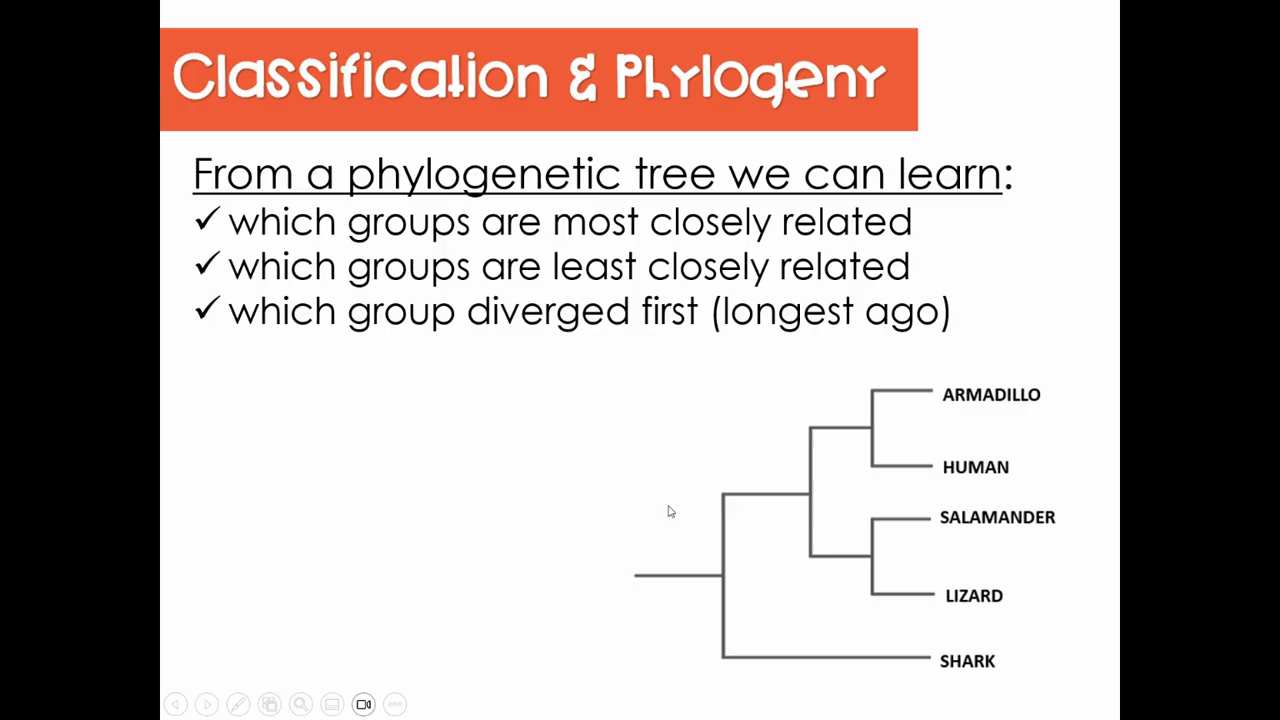 Classification & Phylogeny
From a phylogenetic tree we can learn:
✓ which groups are most closely related
✓ which groups are least closely related
✓ which group diverged first (longest ago)
ARMADILLO
HUMAN
SALAMANDER
LIZARD
SHARK